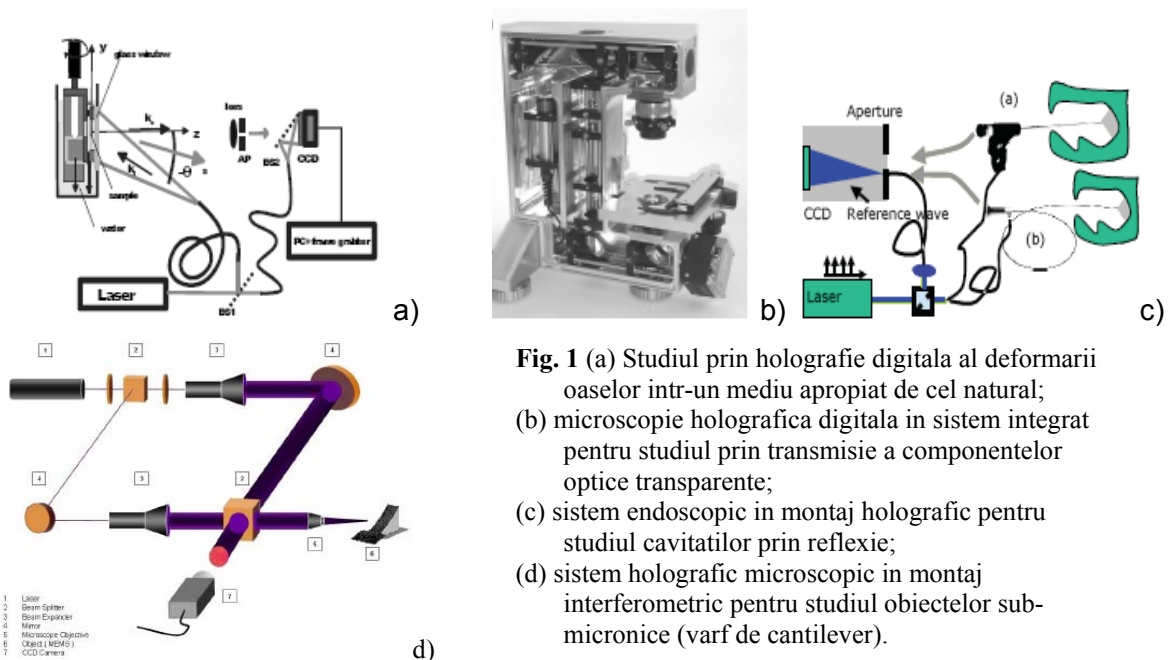 y
glass window
k
z
-θ
s
sample
water
lens
AP
BS2
CCD
PC+frame grabber
Laser
BS1
a)
b)
Aperture
(a)
CCD
Reference wave
(b)
Laser
c)
1
2
3
4
4
3
2
5
6
7
1 Laser
2 Beam Splitter
3 Beam Expander
4 Mirror
5 Microscope Objective
6 Object ( MEMS )
7 CCD Camera
d)
Fig. 1 (a) Studiul prin holografie digitala al deformarii
oaselor intr-un mediu apropiat de cel natural;
(b) microscopie holografica digitala in sistem integrat
pentru studiul prin transmisie a componentelor
optice transparente;
(c) sistem endoscopic in montaj holografic pentru
studiul cavitatilor prin reflexie;
(d) sistem holografic microscopic in montaj
interferometric pentru studiul obiectelor sub-
micronice (varf de cantilever).